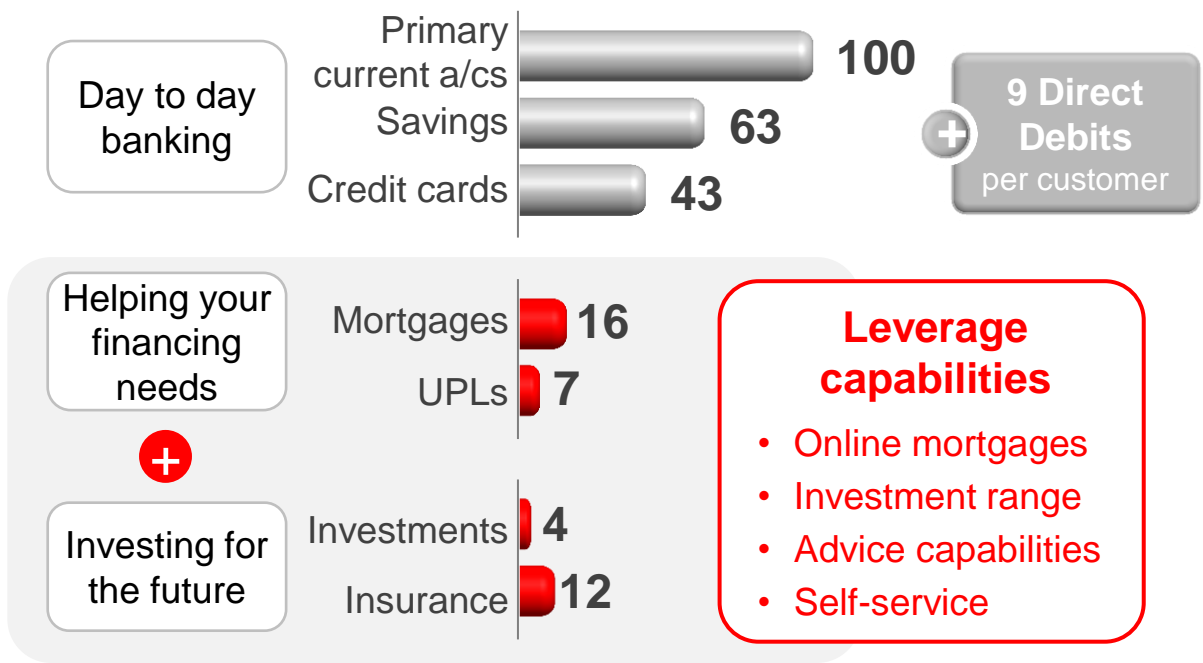 Day to day
banking
Primary
current a/cs
100
Savings
63
Credit cards
43
+
9 Direct
Debits
per customer
Helping your
financing
needs
Mortgages
16
UPLs
7
+
Investing for
the future
Investments
4
Insurance
12
Leverage
capabilities
• Online mortgages
• Investment range
• Advice capabilities
• Self-service